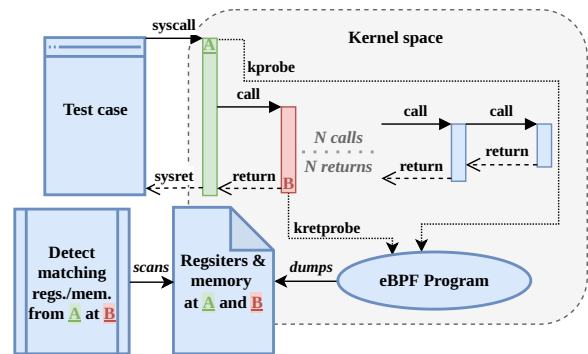 syscall
Kernel space
A
kprobe
Test case
call
call
call
N calls
N returns
return
return
sysret
return
B
kretprobe
Detect
matching
regs./mem.
from A at B
scans
Regsiters &
memory
at A and B
dumps
eBPF Program